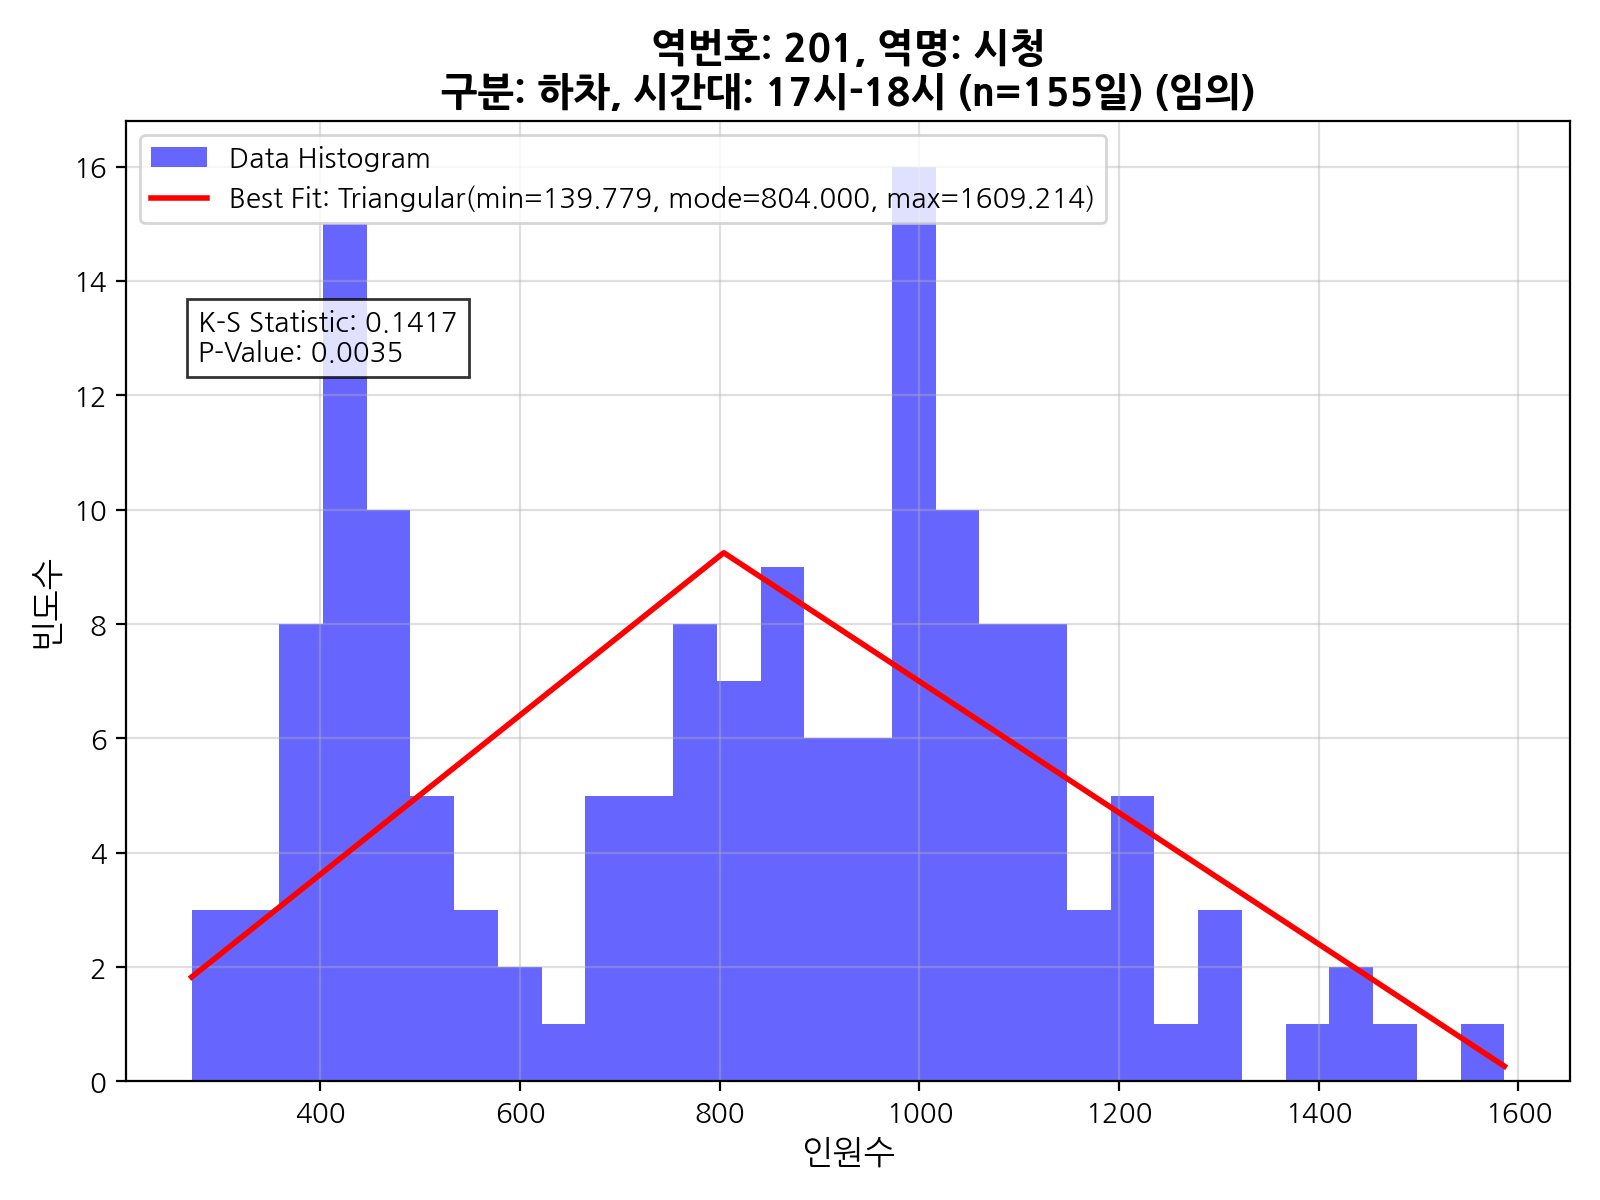 역번호: 201, 역명: 시청
구분: 하차, 시간대: 17시-18시 (n=155일) (임의)
Data Histogram
Best Fit: Triangular(min=139.779, mode=804.000, max=1609.214)
K-S Statistic: 0.1417
P-Value: 0.0035
빈도수
16
14
12
10
8
6
4
2
0
400 600 800 1000 1200 1400 1600
인원수